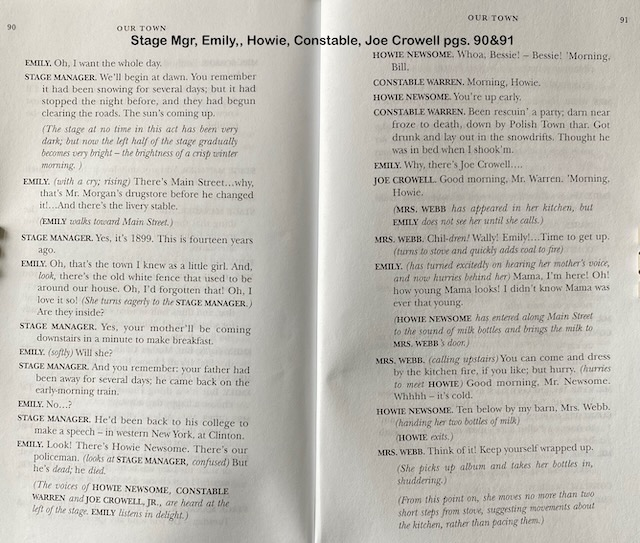 90
OUR TOWN
Stage Mgr, Emily,, Howie, Constable, Joe Crowell pgs. 90&91
EMILY. Oh, I want the whole day.
STAGE MANAGER. We'll begin at dawn. You remember
it had been snowing for several days; but it had
stopped the night before, and they had begun
clearing the roads. The sun's coming up.
(The stage at no time in this act has been very
dark; but now the left half of the stage gradually
becomes very bright – the brightness of a crisp winter
morning. )
EMILY. (with a cry; rising) There's Main Street...why,
that's Mr. Morgan's drugstore before he changed
it!...And there's the livery stable.
(EMILY walks toward Main Street.)
STAGE MANAGER. Yes, it's 1899. This is fourteen years
ago.
EMILY. Oh, that's the town I knew as a little girl. And,
look, there's the old white fence that used to be
around our house. Oh, I'd forgotten that! Oh, I
love it so! (She turns eagerly to the STAGE MANAGER.)
Are they inside?
STAGE MANAGER. Yes, your mother'll be coming
downstairs in a minute to make breakfast.
EMILY. (softly) Will she?
STAGE MANAGER. And you remember: your father had
been away for several days; he came back on the
early-morning train.
EMILY. No...?
STAGE MANAGER. He'd been back to his college to
make a speech – in western New York, at Clinton.
EMILY. Look! There's Howie Newsome. There's our
policeman. (looks at STAGE MANAGER, confused) But
he's dead; he died.
(The voices of HOWIE NEWSOME, CONSTABLE
WARREN and JOE CROWELL, JR., are heard at the
left of the stage. EMILY listens in delight.)
OUR TOWN
91
HOWIE NEWSOME. Whoa, Bessie! – Bessie! 'Morning,
Bill.
CONSTABLE WARREN. Morning, Howie.
HOWIE NEWSOME. You're up early.
CONSTABLE WARREN. Been rescuin' a party; darn near
froze to death, down by Polish Town thar. Got
drunk and lay out in the snowdrifts. Thought he
was in bed when I shook'm.
EMILY. Why, there's Joe Crowell....
JOE CROWELL. Good morning, Mr. Warren. 'Morning,
Howie.
(MRS. WEBB has appeared in her kitchen, but
EMILY does not see her until she calls.)
MRS. WEBB. Chil-dren! Wally! Emily!...Time to get up.
(turns to stove and quickly adds coal to fire)
EMILY. (has turned excitedly on hearing her mother's voice,
and now hurries behind her) Mama, I'm here! Oh!
how young Mama looks! I didn't know Mama was
ever that young.
(HOWIE NEWSOME has entered along Main Street
to the sound of milk bottles and brings the milk to
MRS. WEBB's door.)
MRS. WEBB. (calling upstairs) You can come and dress
by the kitchen fire, if you like; but hurry. (hurries
to meet HOWIE) Good morning, Mr. Newsome.
Whhhh – it's cold.
HOWIE NEWSOME. Ten below by my barn, Mrs. Webb.
(handing her two bottles of milk)
(HOWIE exits.)
MRS. WEBB. Think of it! Keep yourself wrapped up.
(She picks up album and takes her bottles in,
shuddering.)
(From this point on, she moves no more than two
short steps from stove, suggesting movements about
the kitchen, rather than pacing them.)